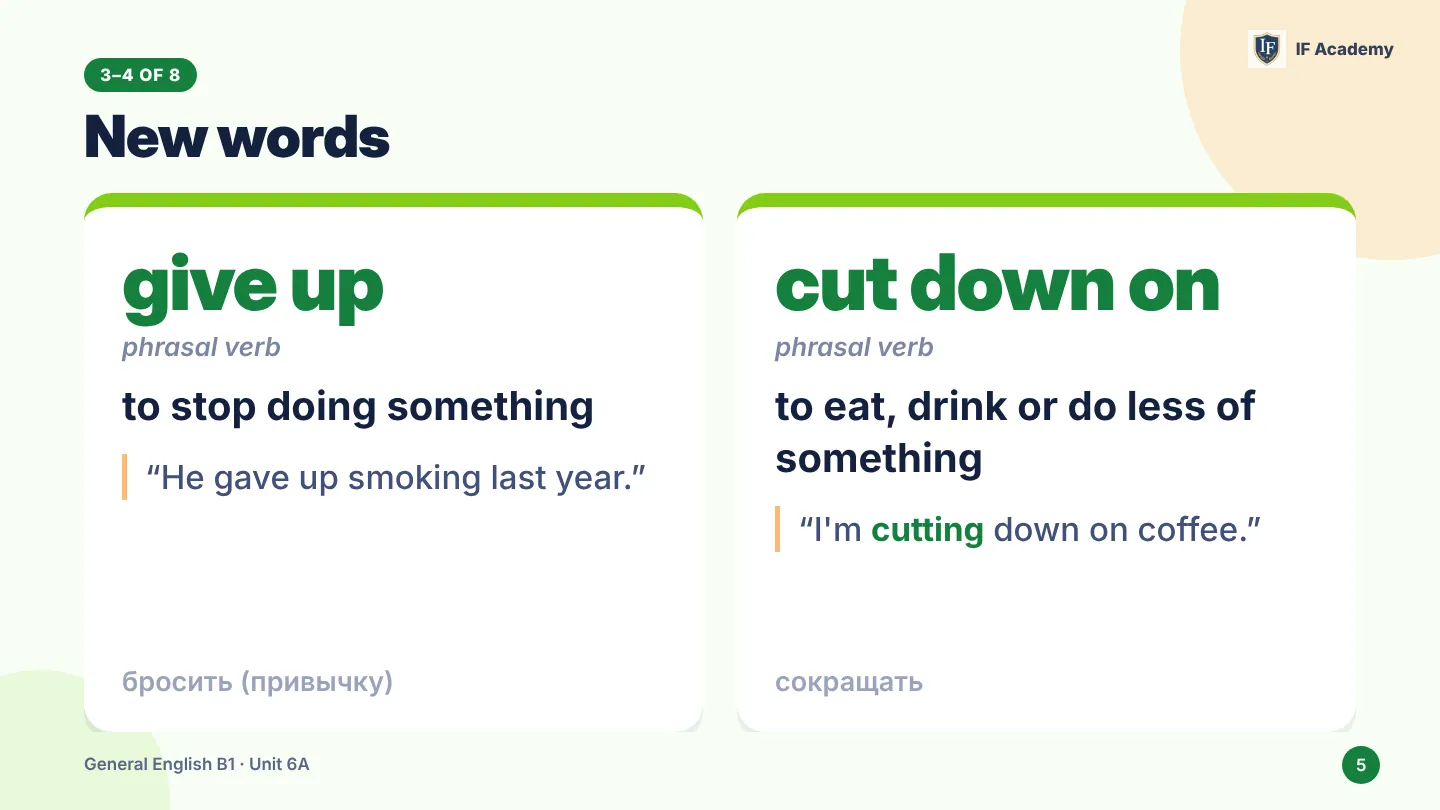 IF Academy
3–4 OF 8
New words
give up
phrasal verb
to stop doing something
“He gave up smoking last year.”
бросить (привычку)
cut down on
phrasal verb
to eat, drink or do less of
something
“I'm cutting down on coffee.”
сокращать
General English B1 · Unit 6A
5